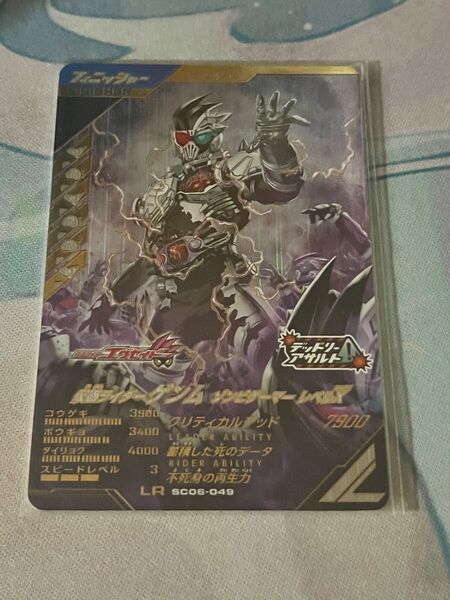 フィニッシャー
FINISHER
仮面ライダー
エグゼイド
デッドリー
アサルト
仮面ライダーゲンム ゾンビゲーマー レベルX
コウゲキ 3900 クリティカルデッド 7900
LEADER ABILITY
ボウギョ 3400
タイリョク 4000 蓄積した死のデータ
RIDER ABILITY
スピードレベル 3 不死身の再生力
LR SC06-049